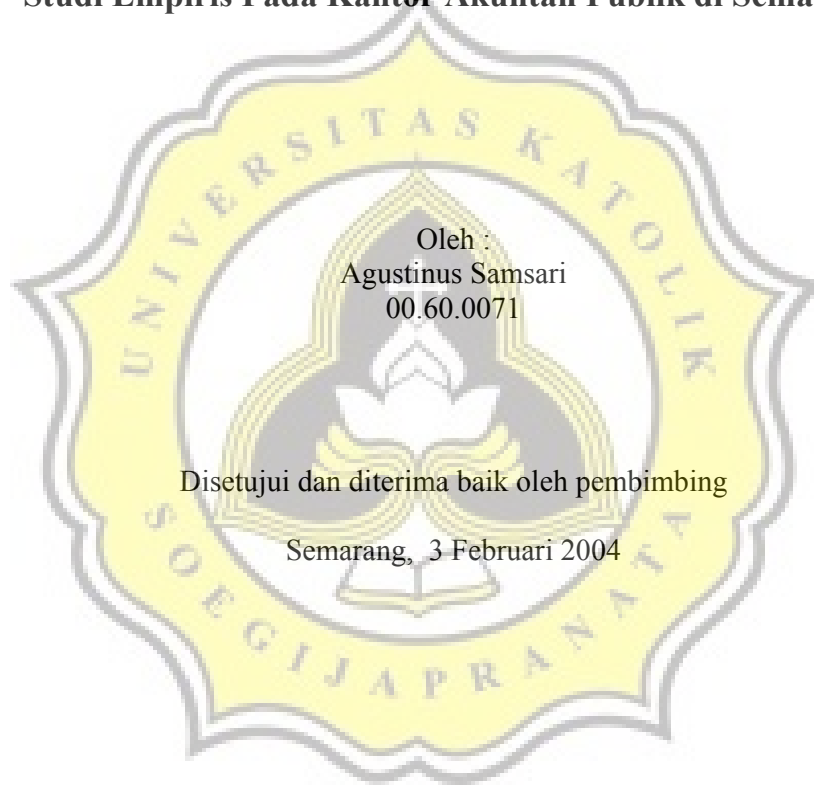 Studi Empiris Pada Kantor Akuntan Publik di
UNIVERSITAS KATOLIK
Oleh :
Agustinus Samsari
00.60.0071
Disetujui dan diterima baik oleh pembimbing
Semarang, 3 Februari 2004
SOEGIJAPRANATA